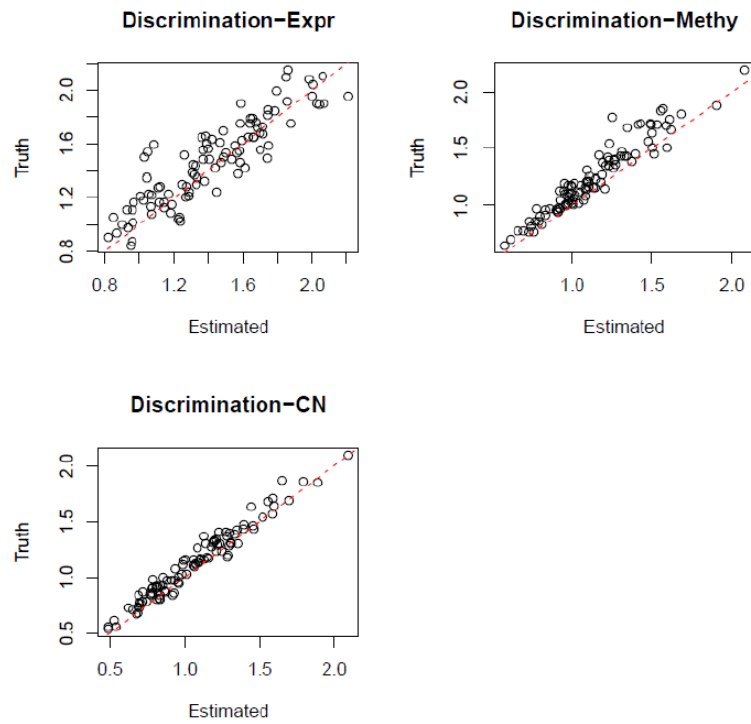 Discrimination−Expr
Truth
0.8 1.2 1.6 2.0
0.8 1.2 1.6 2.0
Estimated
Discrimination−Methy
Truth
1.0 1.5 2.0
1.0 1.5 2.0
Estimated
Discrimination−CN
Truth
0.5 1.0 1.5 2.0
0.5 1.0 1.5 2.0
Estimated